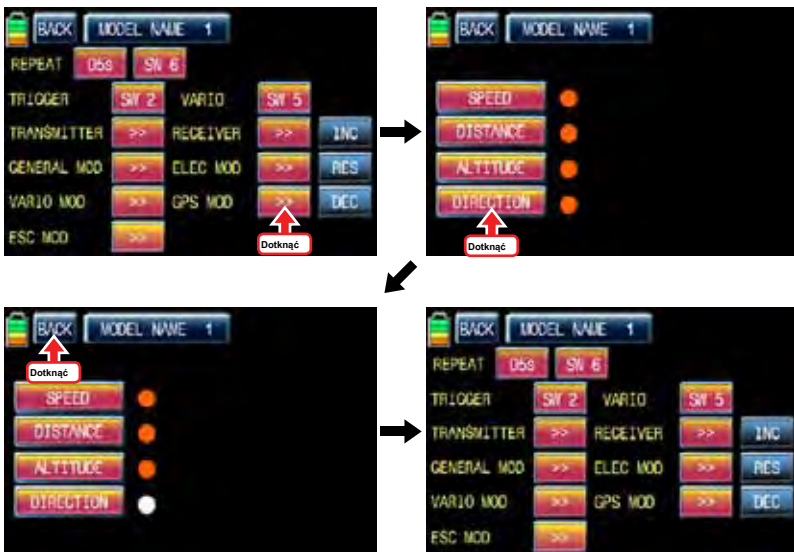 BACK MODEL NAME 1
REPEAT 05s SW 6
TRIGGER SW 2 VARIO SW 5
TRANSMITTER >> RECEIVER >> INC
GENERAL MOD >> ELEC MOD >> RES
VARIO MOD >> GPS MOD >> DEC
ESC MOD >>
Dotknąć
BACK MODEL NAME 1
SPEED
DISTANCE
ALTITUDE
DIRECTION
Dotknąć
BACK MODEL NAME 1
Dotknąć
SPEED
DISTANCE
ALTITUDE
DIRECTION
BACK MODEL NAME 1
REPEAT 05s SW 6
TRIGGER SW 2 VARIO SW 5
TRANSMITTER >> RECEIVER >> INC
GENERAL MOD >> ELEC MOD >> RES
VARIO MOD >> GPS MOD >> DEC
ESC MOD >>